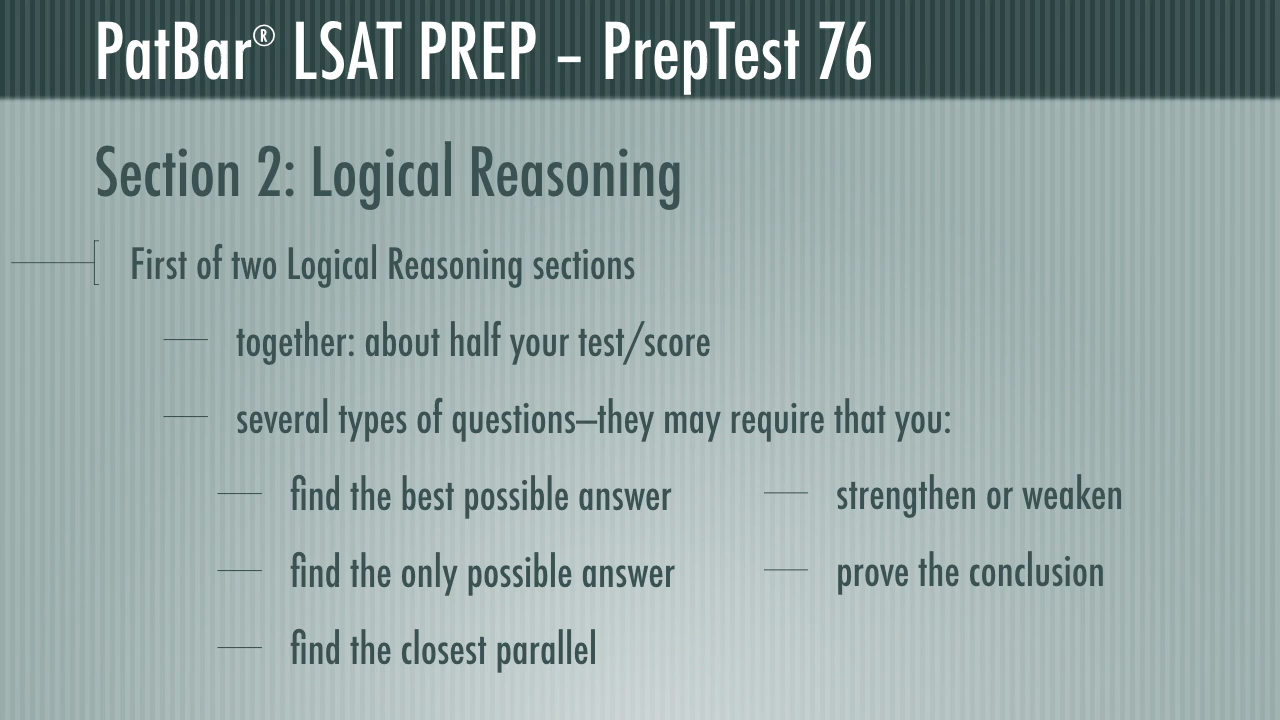 PatBar® LSAT PREP – PrepTest 76
Section 2: Logical Reasoning
First of two Logical Reasoning sections
together: about half your test/score
several types of questions—they may require that you:
find the best possible answer
find the only possible answer
find the closest parallel
strengthen or weaken
prove the conclusion